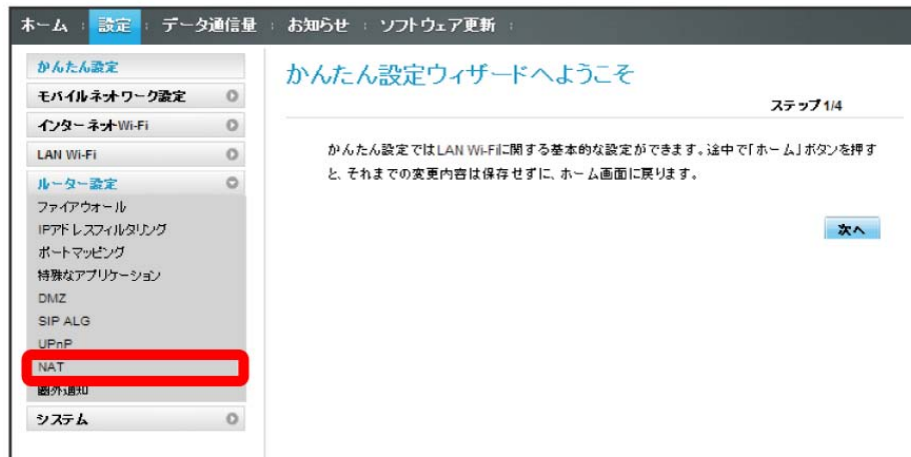 ホーム : 設定 : データ通信量 : お知らせ : ソフトウェア更新 :
かんたん設定
モバイルネットワーク設定
インターネットWi-Fi
LAN Wi-Fi
ルーター設定
ファイアウォール
IPアドレスフィルタリング
ポートマッピング
特殊なアプリケーション
DMZ
SIP ALG
UPnP
NAT
圏外通知
システム
かんたん設定ウィザードへようこそ
ステップ1/4
かんたん設定ではLAN Wi-Fiに関する基本的な設定ができます。途中で「ホーム」ボタンを押す
と、それまでの変更内容は保存せずに、ホーム画面に戻ります。
次へ